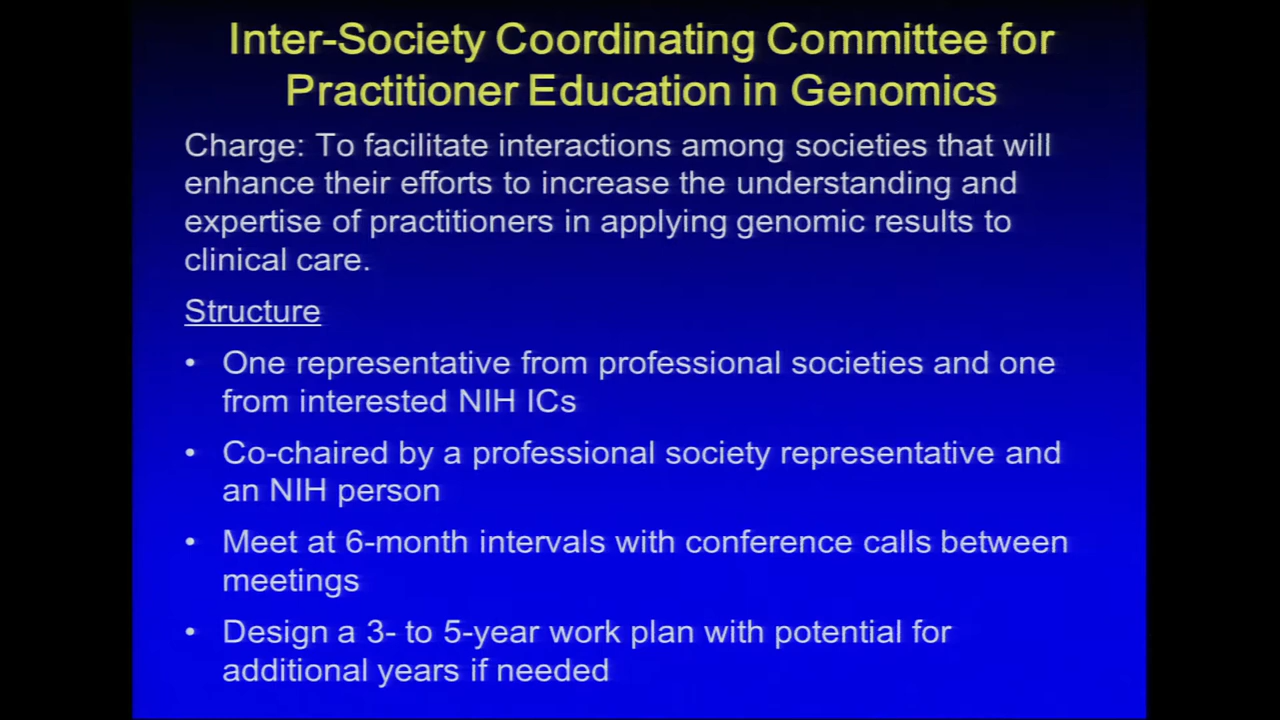 Inter-Society Coordinating Committee for
Practitioner Education in Genomics
Charge: To facilitate interactions among societies that will
enhance their efforts to increase the understanding and
expertise of practitioners in applying genomic results to
clinical care.
Structure
• One representative from professional societies and one
from interested NIH ICs
• Co-chaired by a professional society representative and
an NIH person
• Meet at 6-month intervals with conference calls between
meetings
• Design a 3- to 5-year work plan with potential for
additional years if needed